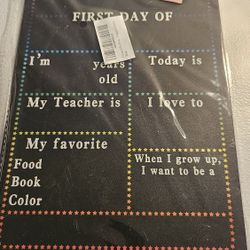 FIRST DAY OF
I'm years old
Today is
My Teacher is
I love to
My favorite
Food
Book
Color
When I grow up,
I want to be a